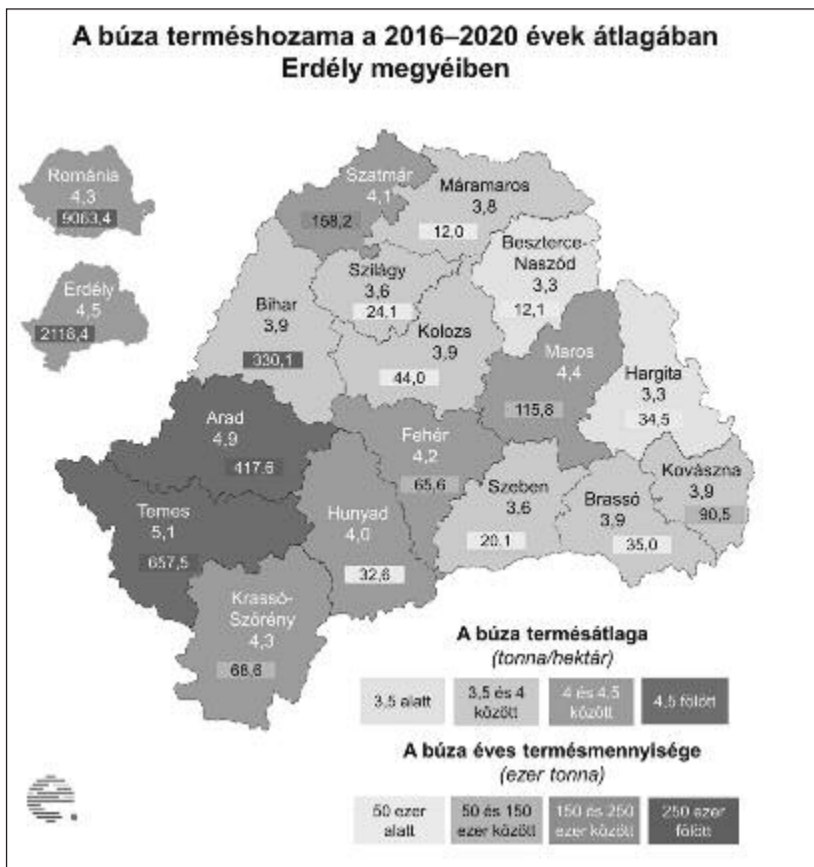 A búza terméshozama a 2016–2020 évek átlagában
Erdély megyéiben
Románia
4,3
9063,4
Erdély
4,5
2118,4
Szatmár
4,1
158,2
Máramaros
3,8
12,0
Beszterce-
Naszód
3,3
12,1
Szilágy
3,6
24,1
Bihar
3,9
330,1
Kolozs
3,9
44,0
Maros
4,4
115,8
Hargita
3,3
34,5
Arad
4,9
417,6
Fehér
4,2
65,6
Szeben
3,6
20,1
Brassó
3,9
35,0
Kovászna
3,9
90,5
Temes
5,1
657,5
Hunyad
4,0
32,6
Krassó-
Szörény
4,3
68,6
A búza termésátlaga
(tonna/hektár)
3,5 alatt
3,5 és 4
között
4 és 4,5
között
4,5 fölött
A búza éves termésmennyisége
(ezer tonna)
50 ezer
alatt
50 és 150
ezer között
150 és 250
ezer között
250 ezer
fölött